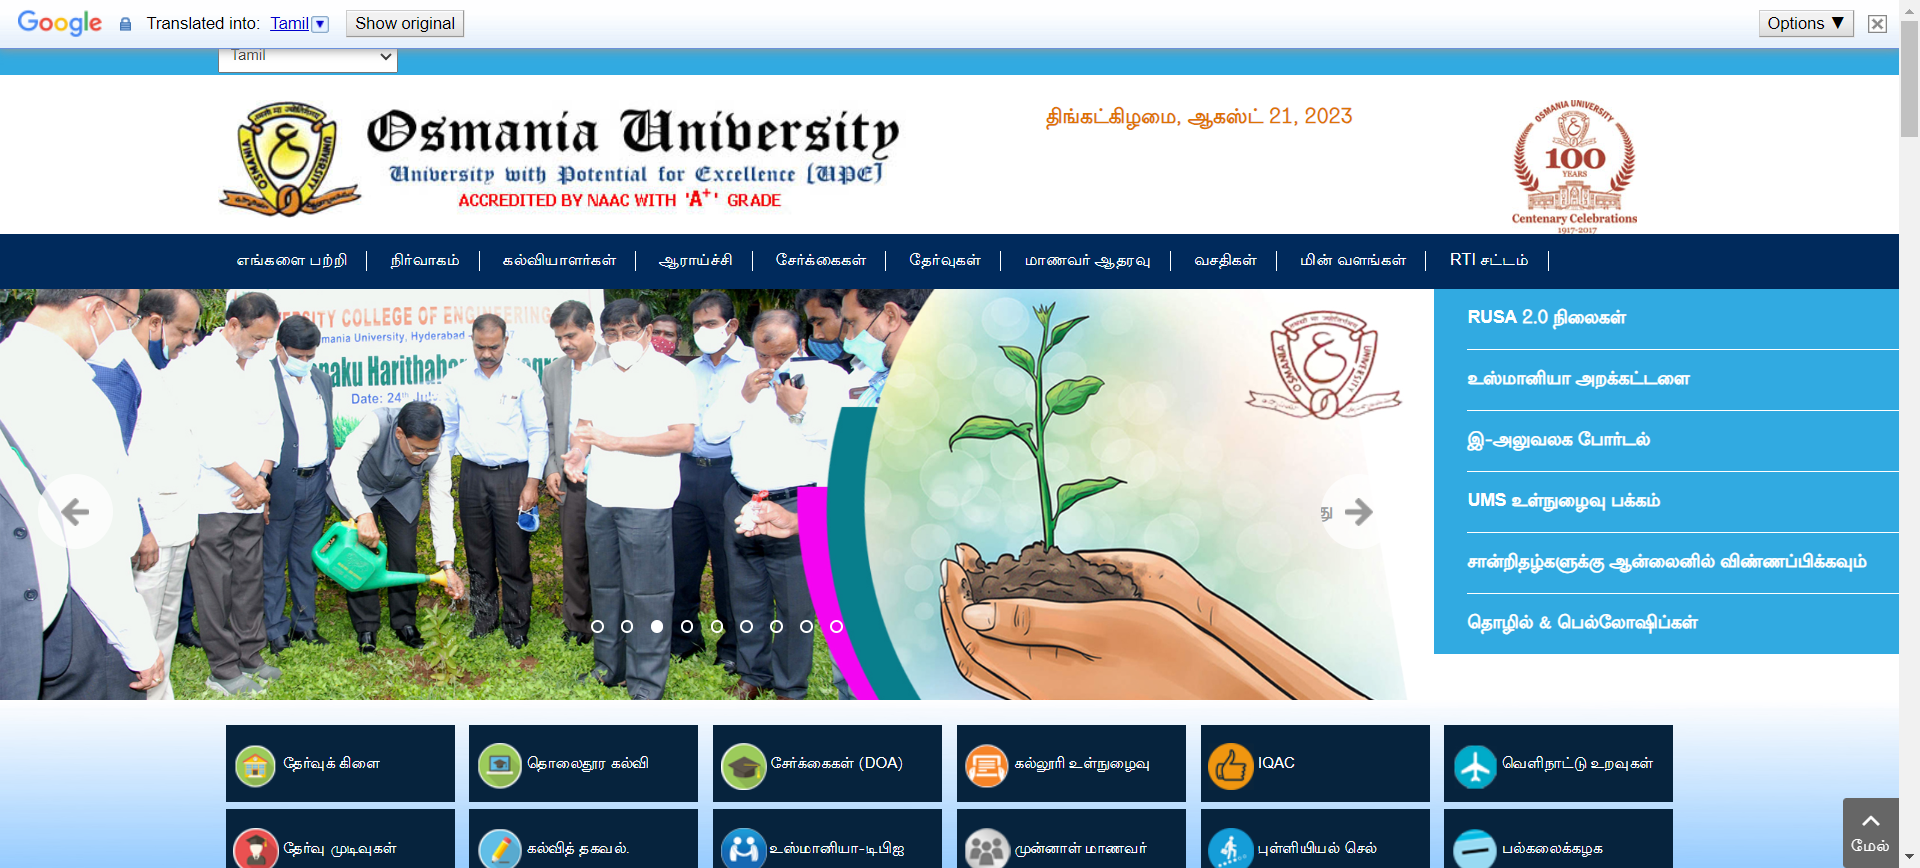 Google Translated into: Tamil Show original Options ▼
Tamil
Osmania University
University with Potential for Excellence [UPE]
ACCREDITED BY NAAC WITH 'A+' GRADE
திங்கட்கிழமை, ஆகஸ்ட் 21, 2023
OSMANIA UNIVERSITY
100
YEARS
Centenary Celebrations
1917-2017
எங்களை பற்றி நிர்வாகம் கல்வியாளர்கள் ஆராய்ச்சி சேர்க்கைகள் தேர்வுகள் மாணவர் ஆதரவு வசதிகள் மின் வளங்கள் RTI சட்டம்
COLLEGE OF ENGINEERING
University, Hyderabad
Date: 24th
OSMANIA UNIVERSITY
து
RUSA 2.0 நிலைகள்
உஸ்மானியா அறக்கட்டளை
இ-அலுவலக போர்டல்
UMS உள்நுழைவு பக்கம்
சான்றிதழ்களுக்கு ஆன்லைனில் விண்ணப்பிக்கவும்
தொழில் & பெல்லோஷிப்கள்
தேர்வுக் கிளை தொலைதூர கல்வி சேர்க்கைகள் (DOA) கல்லூரி உள்நுழைவு IQAC வெளிநாட்டு உறவுகள்
தேர்வு முடிவுகள் கல்வித் தகவல். உஸ்மானியா-டிபிஐ முன்னாள் மாணவர் புள்ளியியல் செல் பல்கலைக்கழக
மேல்